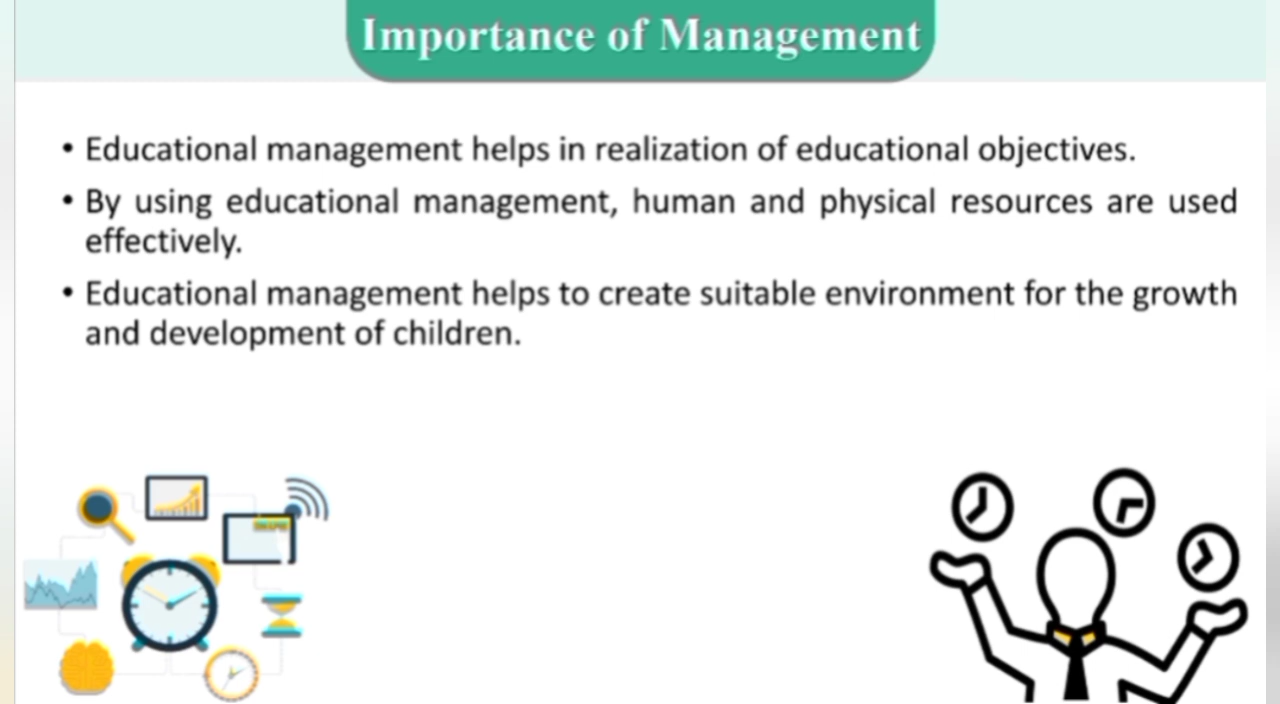 Importance of Management
• Educational management helps in realization of educational objectives.
• By using educational management, human and physical resources are used
effectively.
• Educational management helps to create suitable environment for the growth
and development of children.